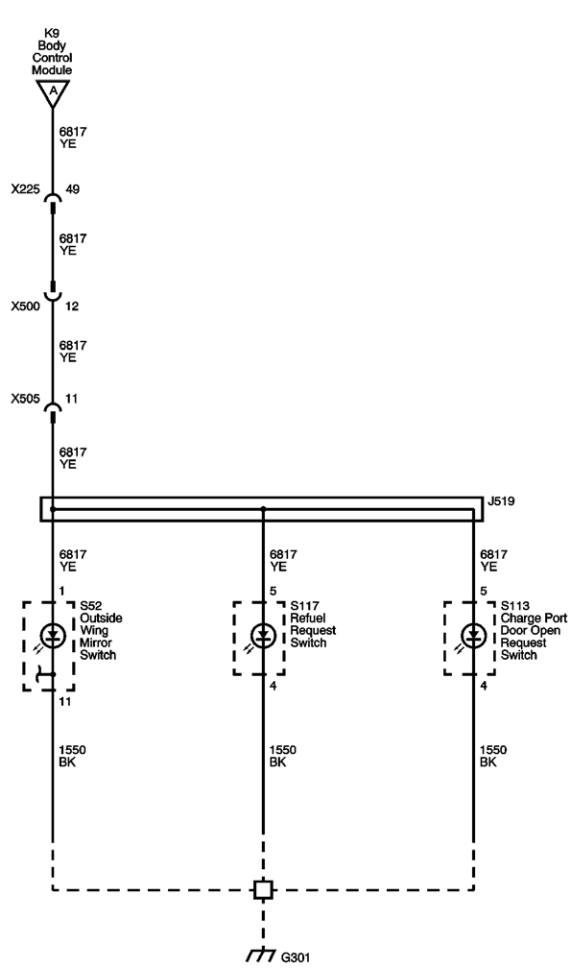 K9
Body
Control
Module
A
6817
YE
X225 49
6817
YE
X500 12
6817
YE
X505 11
6817
YE
J519
6817
YE
6817
YE
6817
YE
1
S52
Outside
Wing
Mirror
Switch
11
5
S117
Refuel
Request
Switch
4
5
S113
Charge Port
Door Open
Request
Switch
4
1550
BK
1550
BK
1550
BK
G301